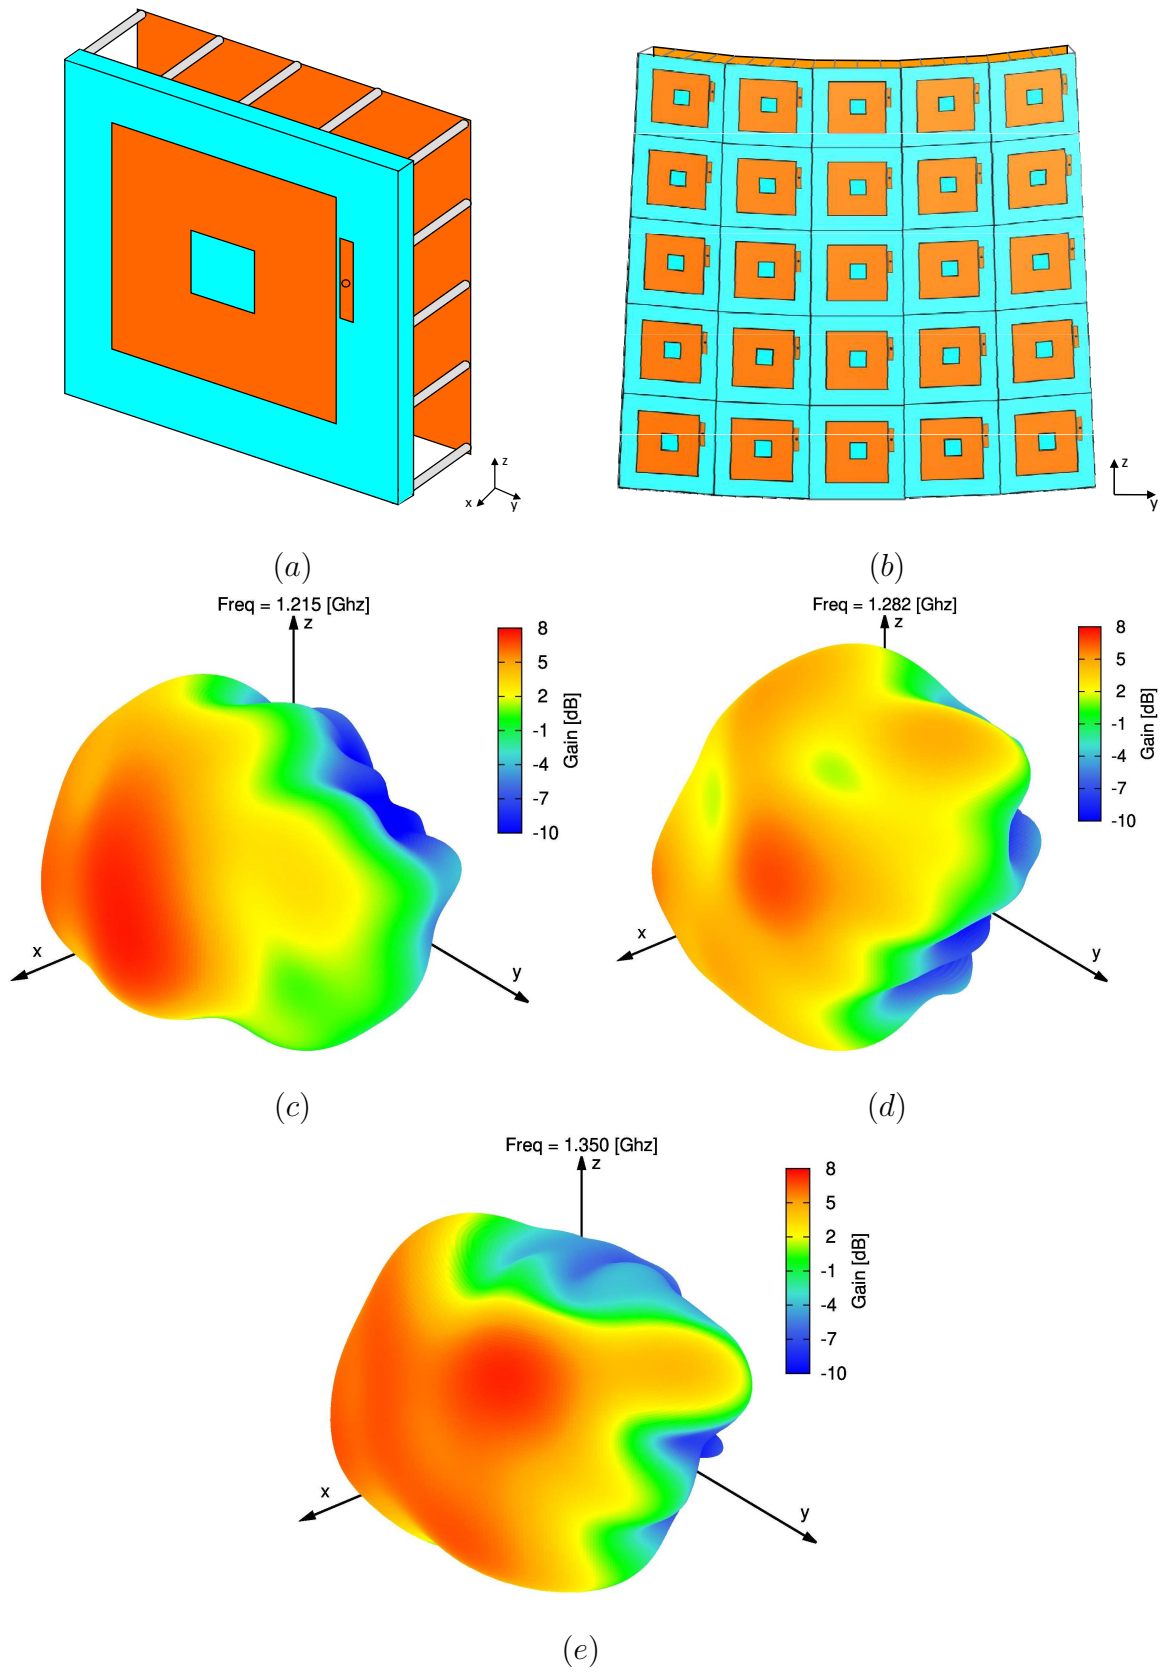 z
x
y
z
y
(a)
(b)
Freq = 1.215 [Ghz]
z
8
5
2
-1
-4
-7
-10
Gain [dB]
x
y
Freq = 1.282 [Ghz]
z
8
5
2
-1
-4
-7
-10
Gain [dB]
x
y
(c)
(d)
Freq = 1.350 [Ghz]
z
8
5
2
-1
-4
-7
-10
Gain [dB]
x
y
(e)